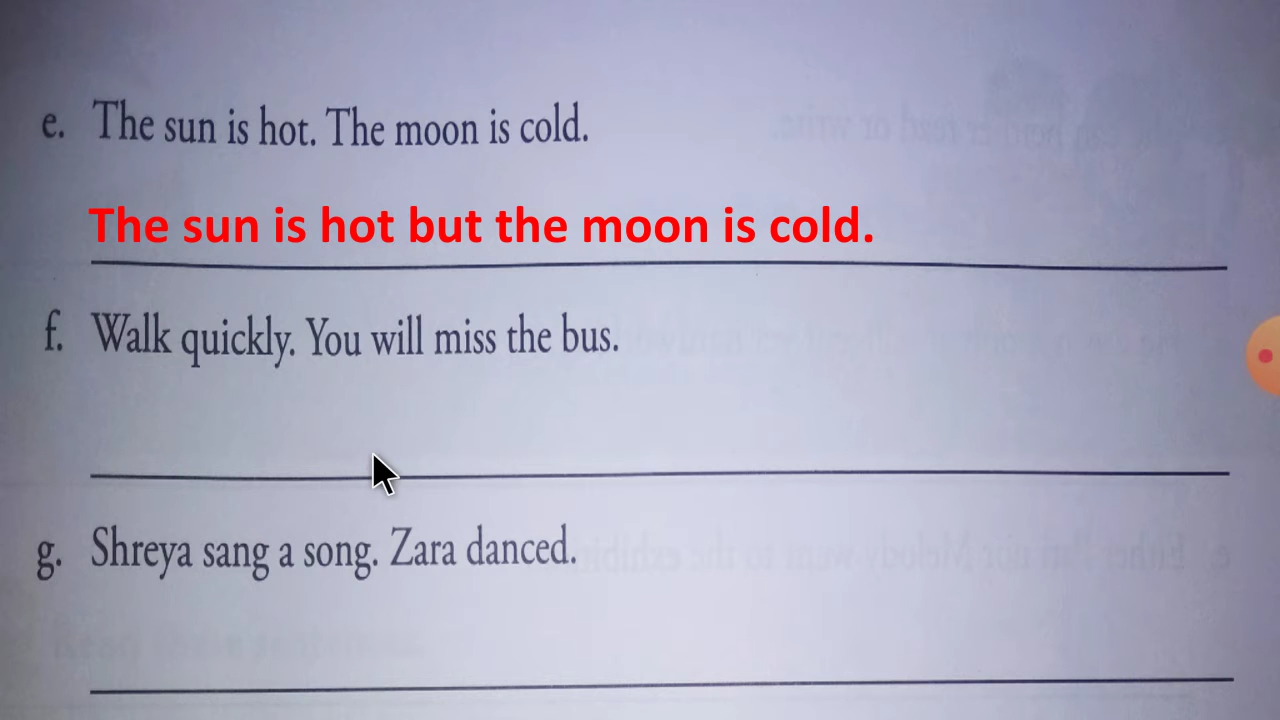 e. The sun is hot. The moon is cold.
The sun is hot but the moon is cold.
f. Walk quickly. You will miss the bus.
g. Shreya sang a song. Zara danced.